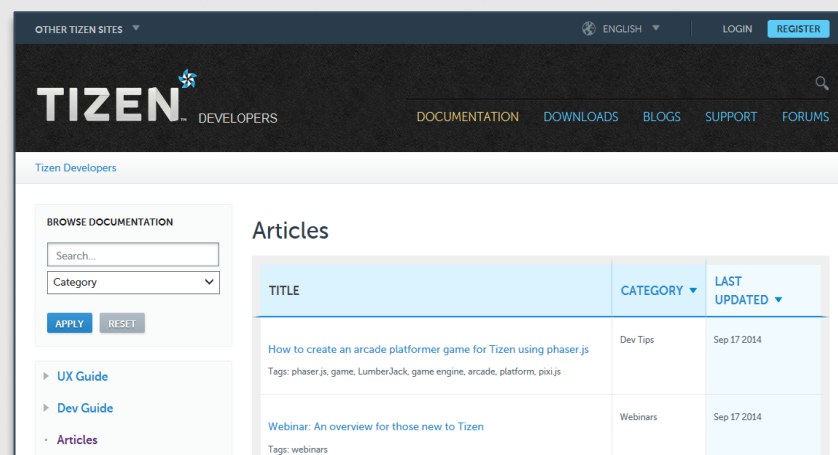 OTHER TIZEN SITES
ENGLISH
LOGIN
REGISTER
TIZEN™ DEVELOPERS
DOCUMENTATION
DOWNLOADS
BLOGS
SUPPORT
FORUMS
Tizen Developers
BROWSE DOCUMENTATION
Search...
Category
APPLY
RESET
UX Guide
Dev Guide
Articles
Articles
TITLE
CATEGORY
LAST
UPDATED
How to create an arcade platformer game for Tizen using phaser.js
Dev Tips
Sep 17 2014
Tags: phaser.js, game, LumberJack, game engine, arcade, platform, pixi.js
Webinar: An overview for those new to Tizen
Webinars
Sep 17 2014
Tags: webinars